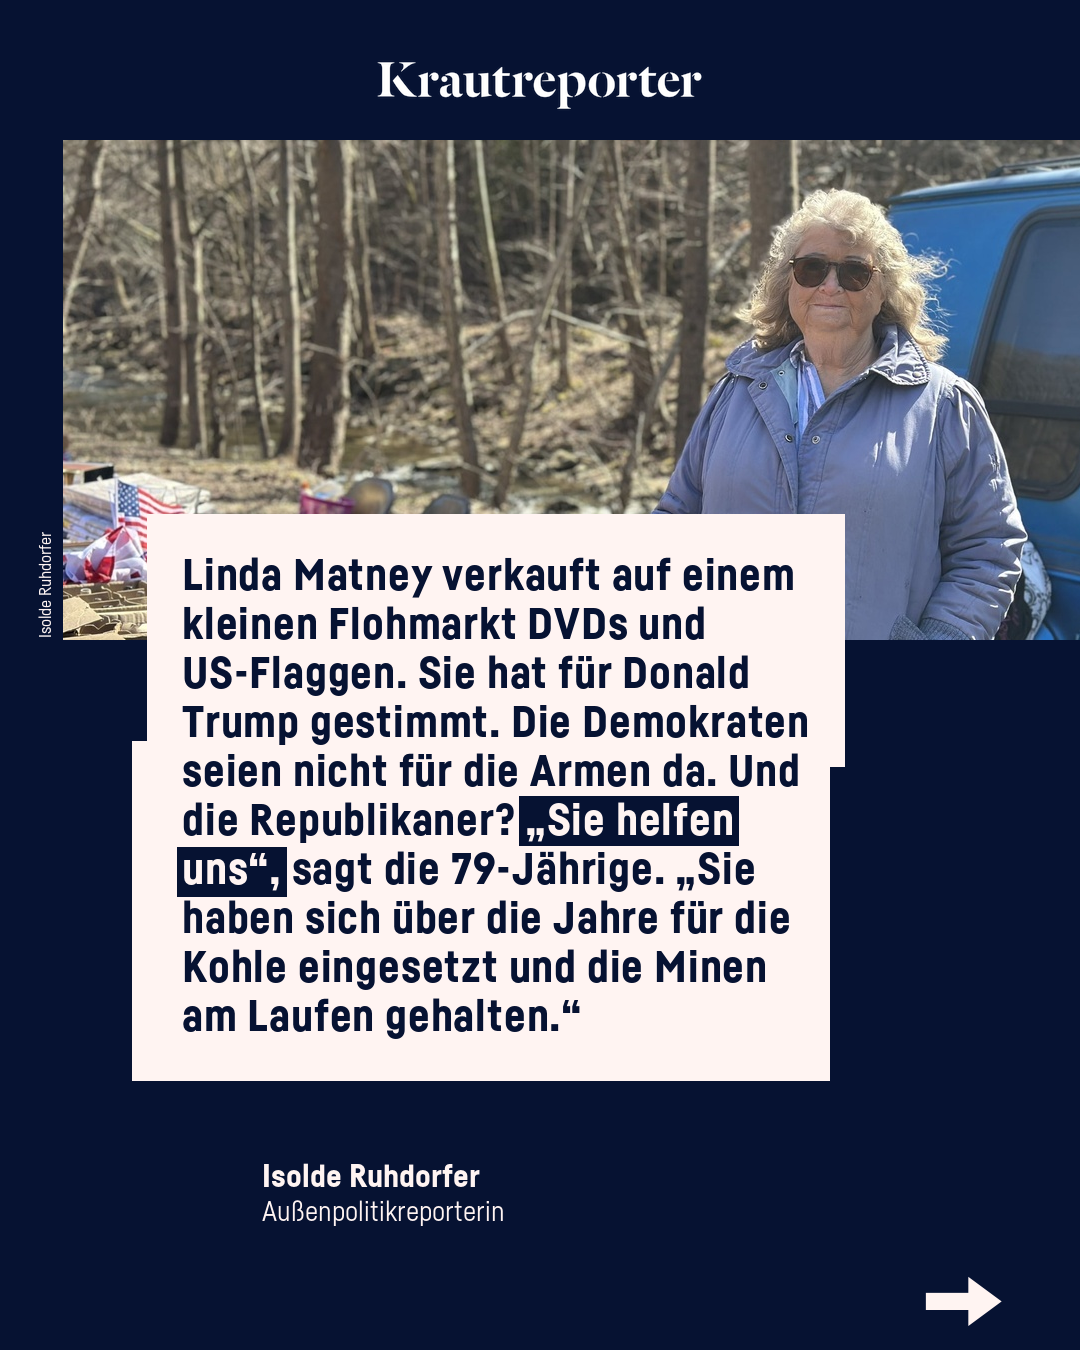 Krautreporter
Isolde Ruhdorfer
Linda Matney verkauft auf einem
kleinen Flohmarkt DVDs und
US-Flaggen. Sie hat für Donald
Trump gestimmt. Die Demokraten
seien nicht für die Armen da. Und
die Republikaner? „Sie helfen
uns“, sagt die 79-Jährige. „Sie
haben sich über die Jahre für die
Kohle eingesetzt und die Minen
am Laufen gehalten.“
Isolde Ruhdorfer
Außenpolitikreporterin